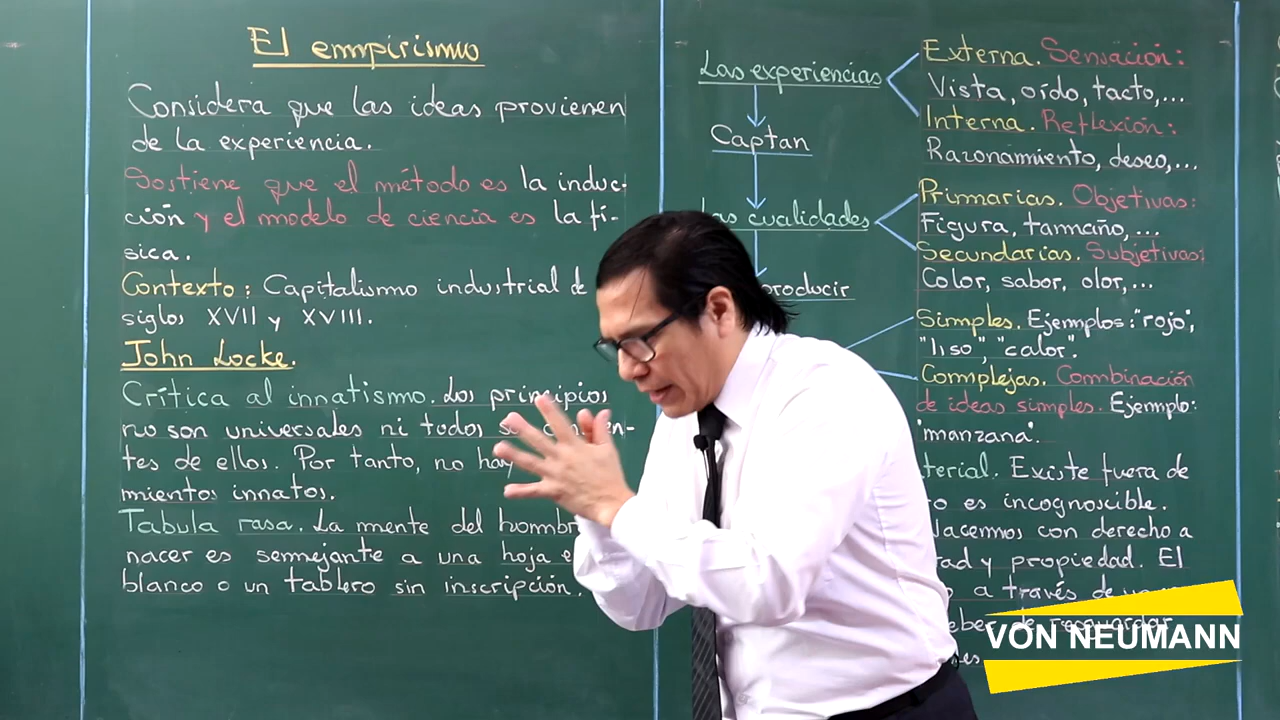 El empirismo
Considera que las ideas provienen
de la experiencia.
Sostiene que el método es la induc-
ción y el modelo de ciencia es la fí-
sica.
Contexto: Capitalismo industrial de
siglos XVII y XVIII.
John Locke.
Crítica al innatismo. Los principios
no son universales ni todos
tes de ellos. Por tanto, no hay
mientos innatos.
Tabula rasa. La mente del hombr
nacer es semejante a una hoja e
blanco o un tablero sin inscripción.
Las experiencias
Captan
Las cualidades
producir
Externa. Sensación:
Vista, oído, tacto,...
Interna. Reflexión:
Razonamiento, deseo,...
Primarias. Objetivas:
Figura, tamaño,...
Secundarias. Subjetivas:
Color, sabor, olor,...
Simples. Ejemplos: "rojo",
"liso", "calor".
Complejas. Combinación
de ideas simples. Ejemplo:
"manzana".
terial. Existe fuera de
o es incognoscible.
Nacemos con derecho a
tad y propiedad. El
a través de
deber de resguardar
es
VON NEUMANN